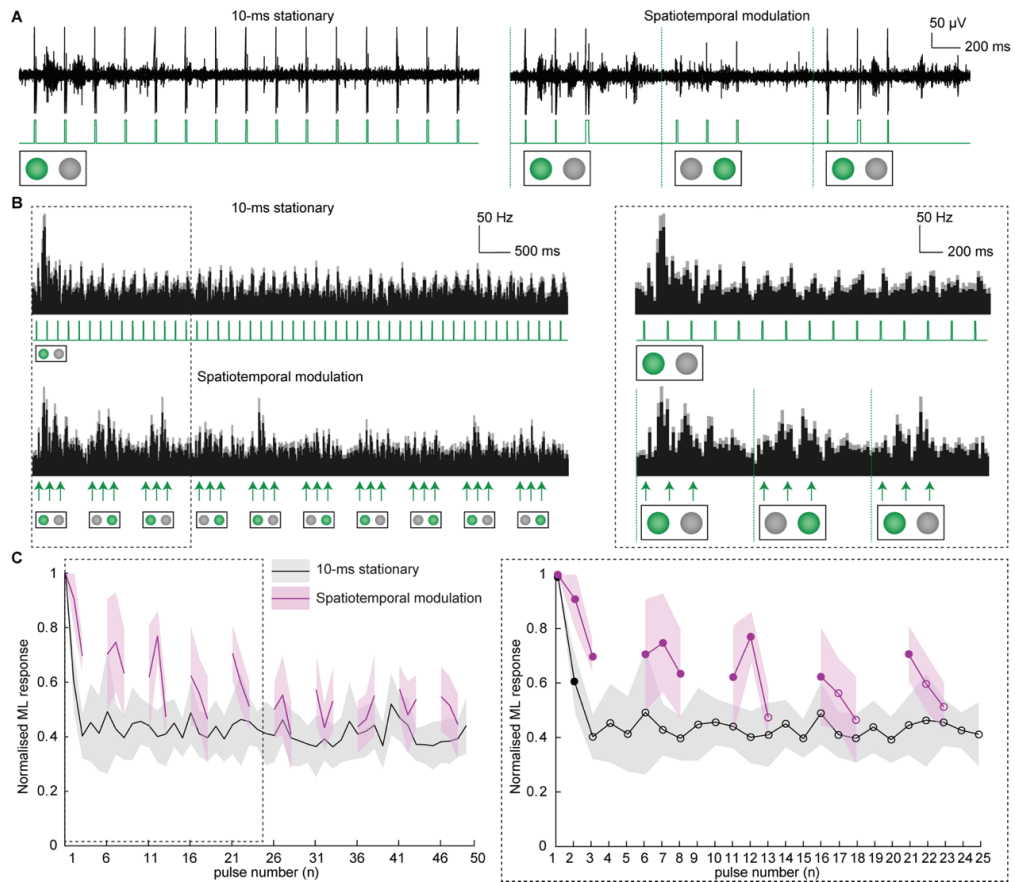 A
10-ms stationary
Spatiotemporal modulation
50 µV
200 ms
B
10-ms stationary
50 Hz
500 ms
50 Hz
200 ms
Spatiotemporal modulation
C
10-ms stationary
Spatiotemporal modulation
Normalised ML response
1
0.8
0.6
0.4
0.2
0
1 6 11 16 21 26 31 36 41 46 50
pulse number (n)
Normalised ML response
1
0.8
0.6
0.4
0.2
0
1 2 3 4 5 6 7 8 9 10 11 12 13 14 15 16 17 18 19 20 21 22 23 24 25
pulse number (n)